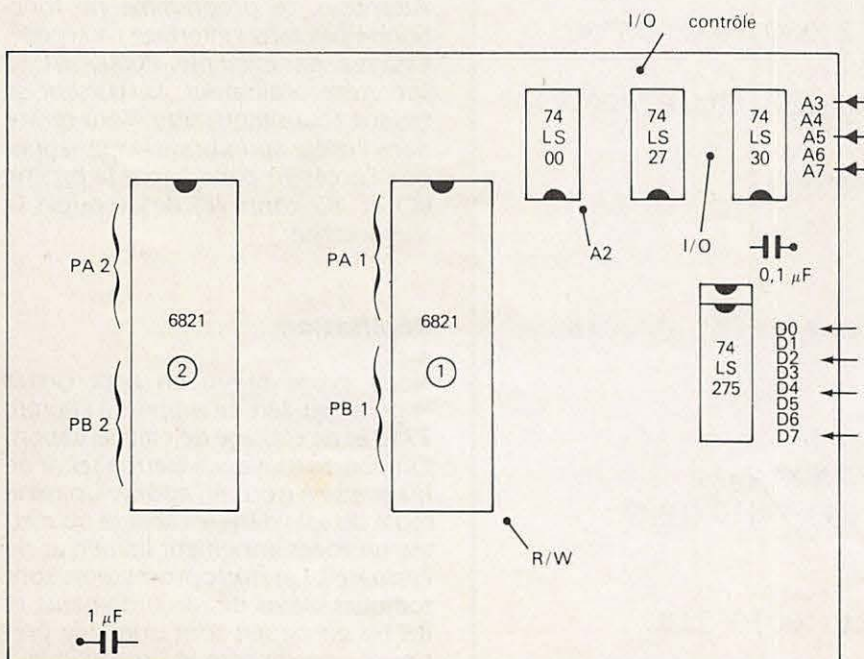 I/O contrôle
74
LS
00
74
LS
27
74
LS
30
A3
A4
A5
A6
A7
PA 2
PA 1
A2
I/O
0,1 µF
6821
6821
2
1
74
LS
275
D0
D1
D2
D3
D4
D5
D6
D7
PB 2
PB 1
R/W
1 µF